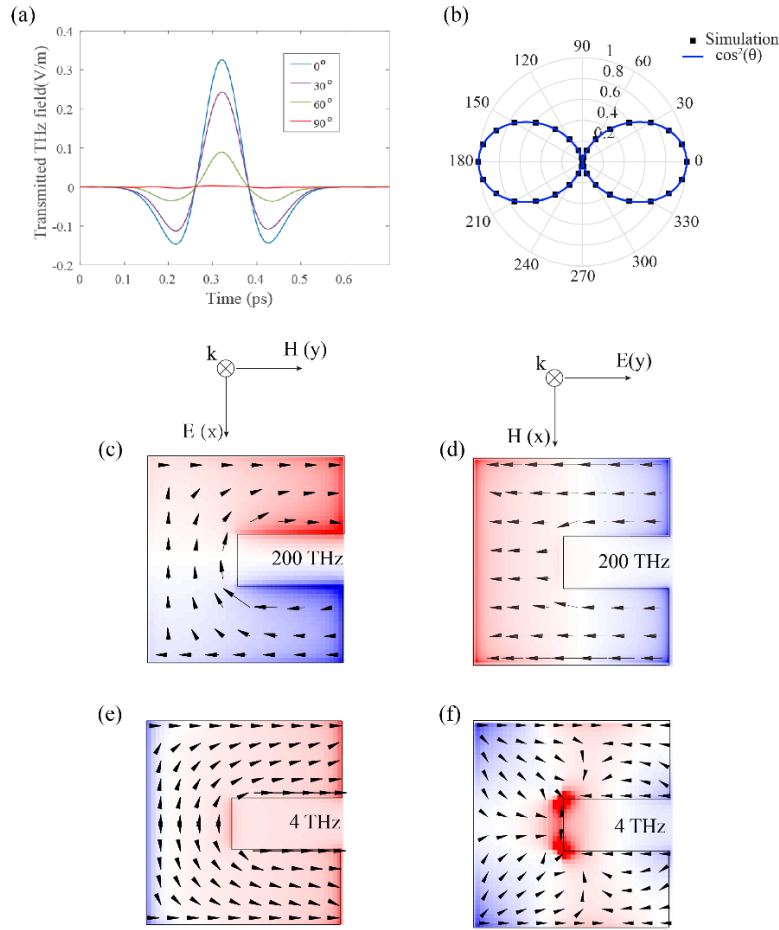 (a)
Transmitted THz field(V/m)
0.4
0.3
0.2
0.1
0
-0.1
-0.2
0°
30°
60°
90°
0 0.1 0.2 0.3 0.4 0.5 0.6
Time (ps)
(b)
90
120 60
150 30
180 0
210 330
240 300
270
1
0.8
0.6
0.4
0.2
Simulation
cos²(θ)
k
H (y)
E (x)
k
E(y)
H (x)
(c)
200 THz
(d)
200 THz
(e)
4 THz
(f)
4 THz